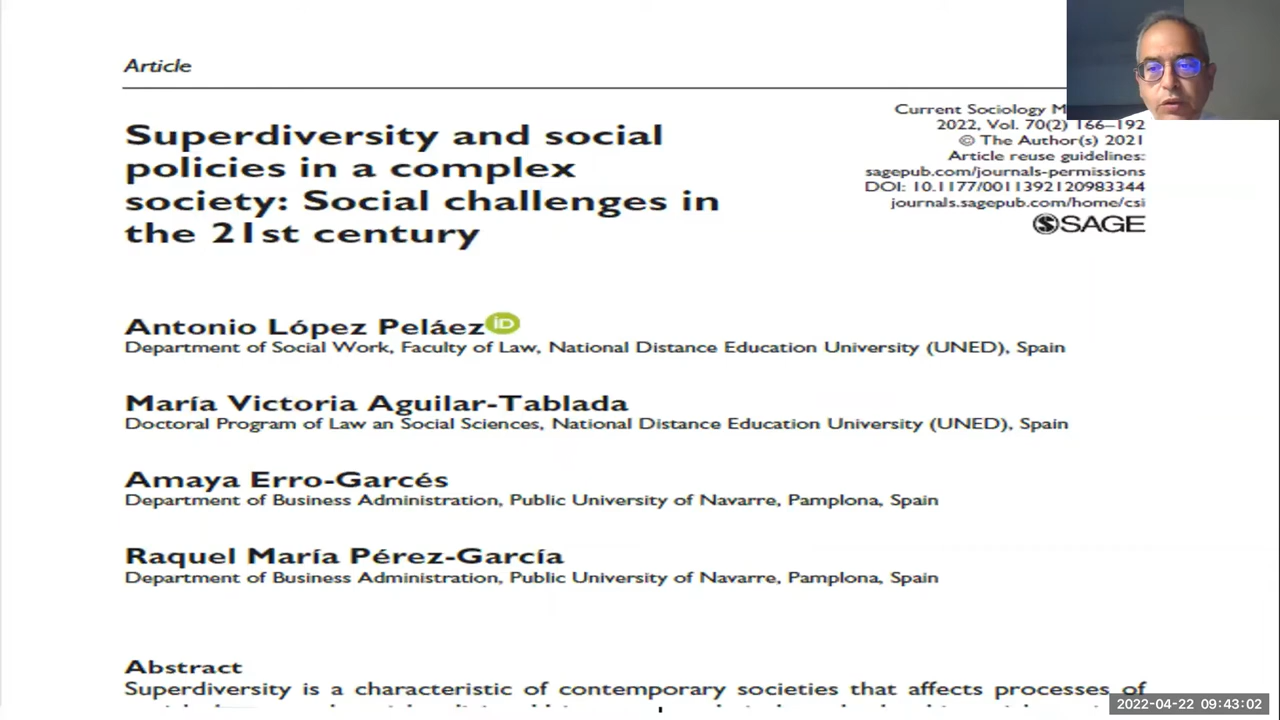 Article
Superdiversity and social
policies in a complex
society: Social challenges in
the 21st century
Current Sociology M
2022, Vol. 70(2) 166–192
© The Author(s) 2021
Article reuse guidelines:
sagepub.com/journals-permissions
DOI: 10.1177/0011392120983344
journals.sagepub.com/home/csi
SAGE
Antonio López Peláez iD
Department of Social Work, Faculty of Law, National Distance Education University (UNED), Spain
María Victoria Aguilar-Tablada
Doctoral Program of Law an Social Sciences, National Distance Education University (UNED), Spain
Amaya Erro-Garcés
Department of Business Administration, Public University of Navarre, Pamplona, Spain
Raquel María Pérez-García
Department of Business Administration, Public University of Navarre, Pamplona, Spain
Abstract
Superdiversity is a characteristic of contemporary societies that affects processes of
2022-04-22 09:43:02